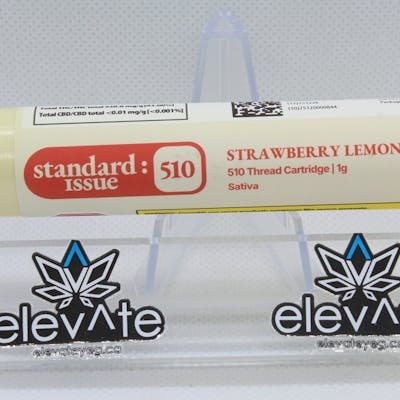 Total CBD/CBD total <0.01 mg/g [<0.001%]
standard:
ISSUE
510
STRAWBERRY LEMON
510 Thread Cartridge | 1g
Sativa
elevate
elevateyeg.ca
elevate
elevateyeg.ca